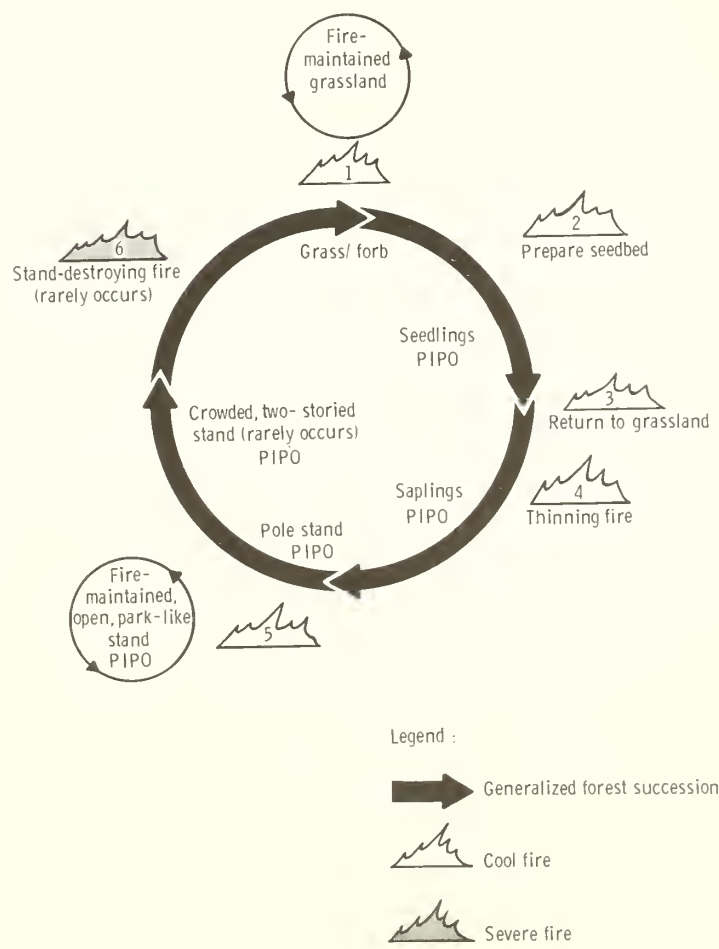 Fire-
maintained
grassland
1
2
Prepare seedbed
6
Stand-destroying fire
(rarely occurs)
Grass/ forb
Seedlings
PIPO
3
Return to grassland
Crowded, two- storied
stand (rarely occurs)
PIPO
4
Thinning fire
Saplings
PIPO
Pole stand
PIPO
Fire-
maintained,
open, park-like
stand
PIPO
5
Legend :
Generalized forest succession
Cool fire
Severe fire